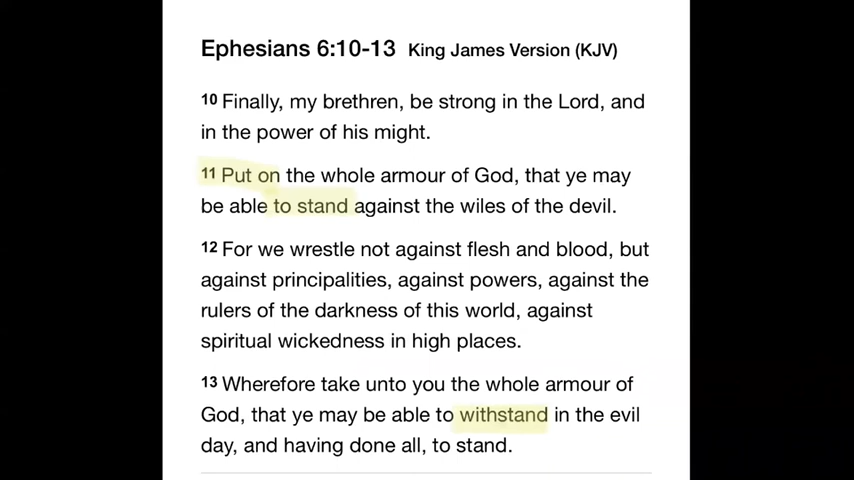 Ephesians 6:10-13 King James Version (KJV)
10 Finally, my brethren, be strong in the Lord, and
in the power of his might.
11 Put on the whole armour of God, that ye may
be able to stand against the wiles of the devil.
12 For we wrestle not against flesh and blood, but
against principalities, against powers, against the
rulers of the darkness of this world, against
spiritual wickedness in high places.
13 Wherefore take unto you the whole armour of
God, that ye may be able to withstand in the evil
day, and having done all, to stand.